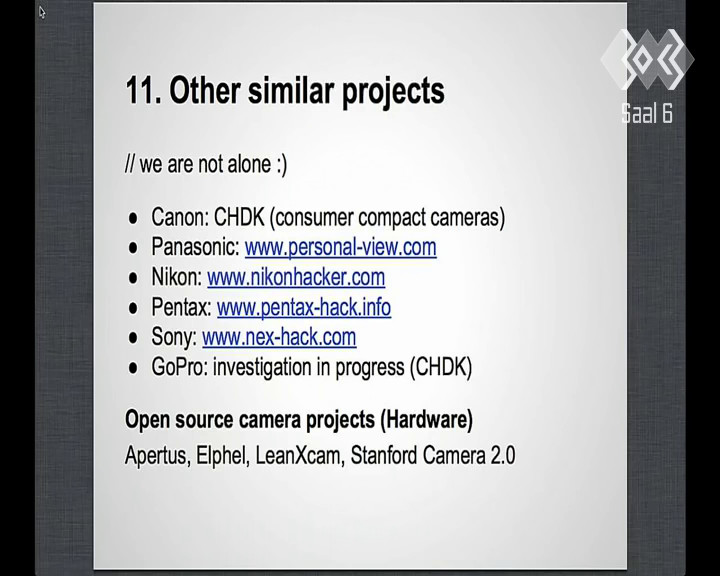 11. Other similar projects
Saal 6
// we are not alone :)
● Canon: CHDK (consumer compact cameras)
● Panasonic: www.personal-view.com
● Nikon: www.nikonhacker.com
● Pentax: www.pentax-hack.info
● Sony: www.nex-hack.com
● GoPro: investigation in progress (CHDK)
Open source camera projects (Hardware)
Apertus, Elphel, LeanXcam, Stanford Camera 2.0